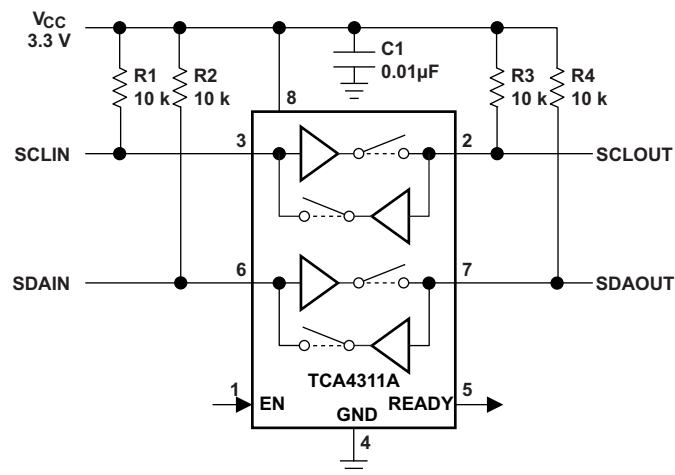 VCC
3.3 V
C1
0.01µF
R1
10 k
R2
10 k
R3
10 k
R4
10 k
8
SCLIN
3
2
SCLOUT
SDAIN
6
7
SDAOUT
TCA4311A
1
EN
READY
5
GND
4